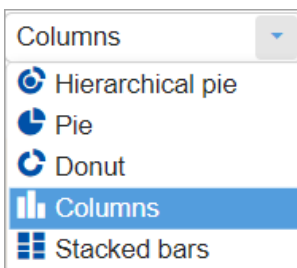 Columns
Hierarchical pie
Pie
Donut
Columns
Stacked bars